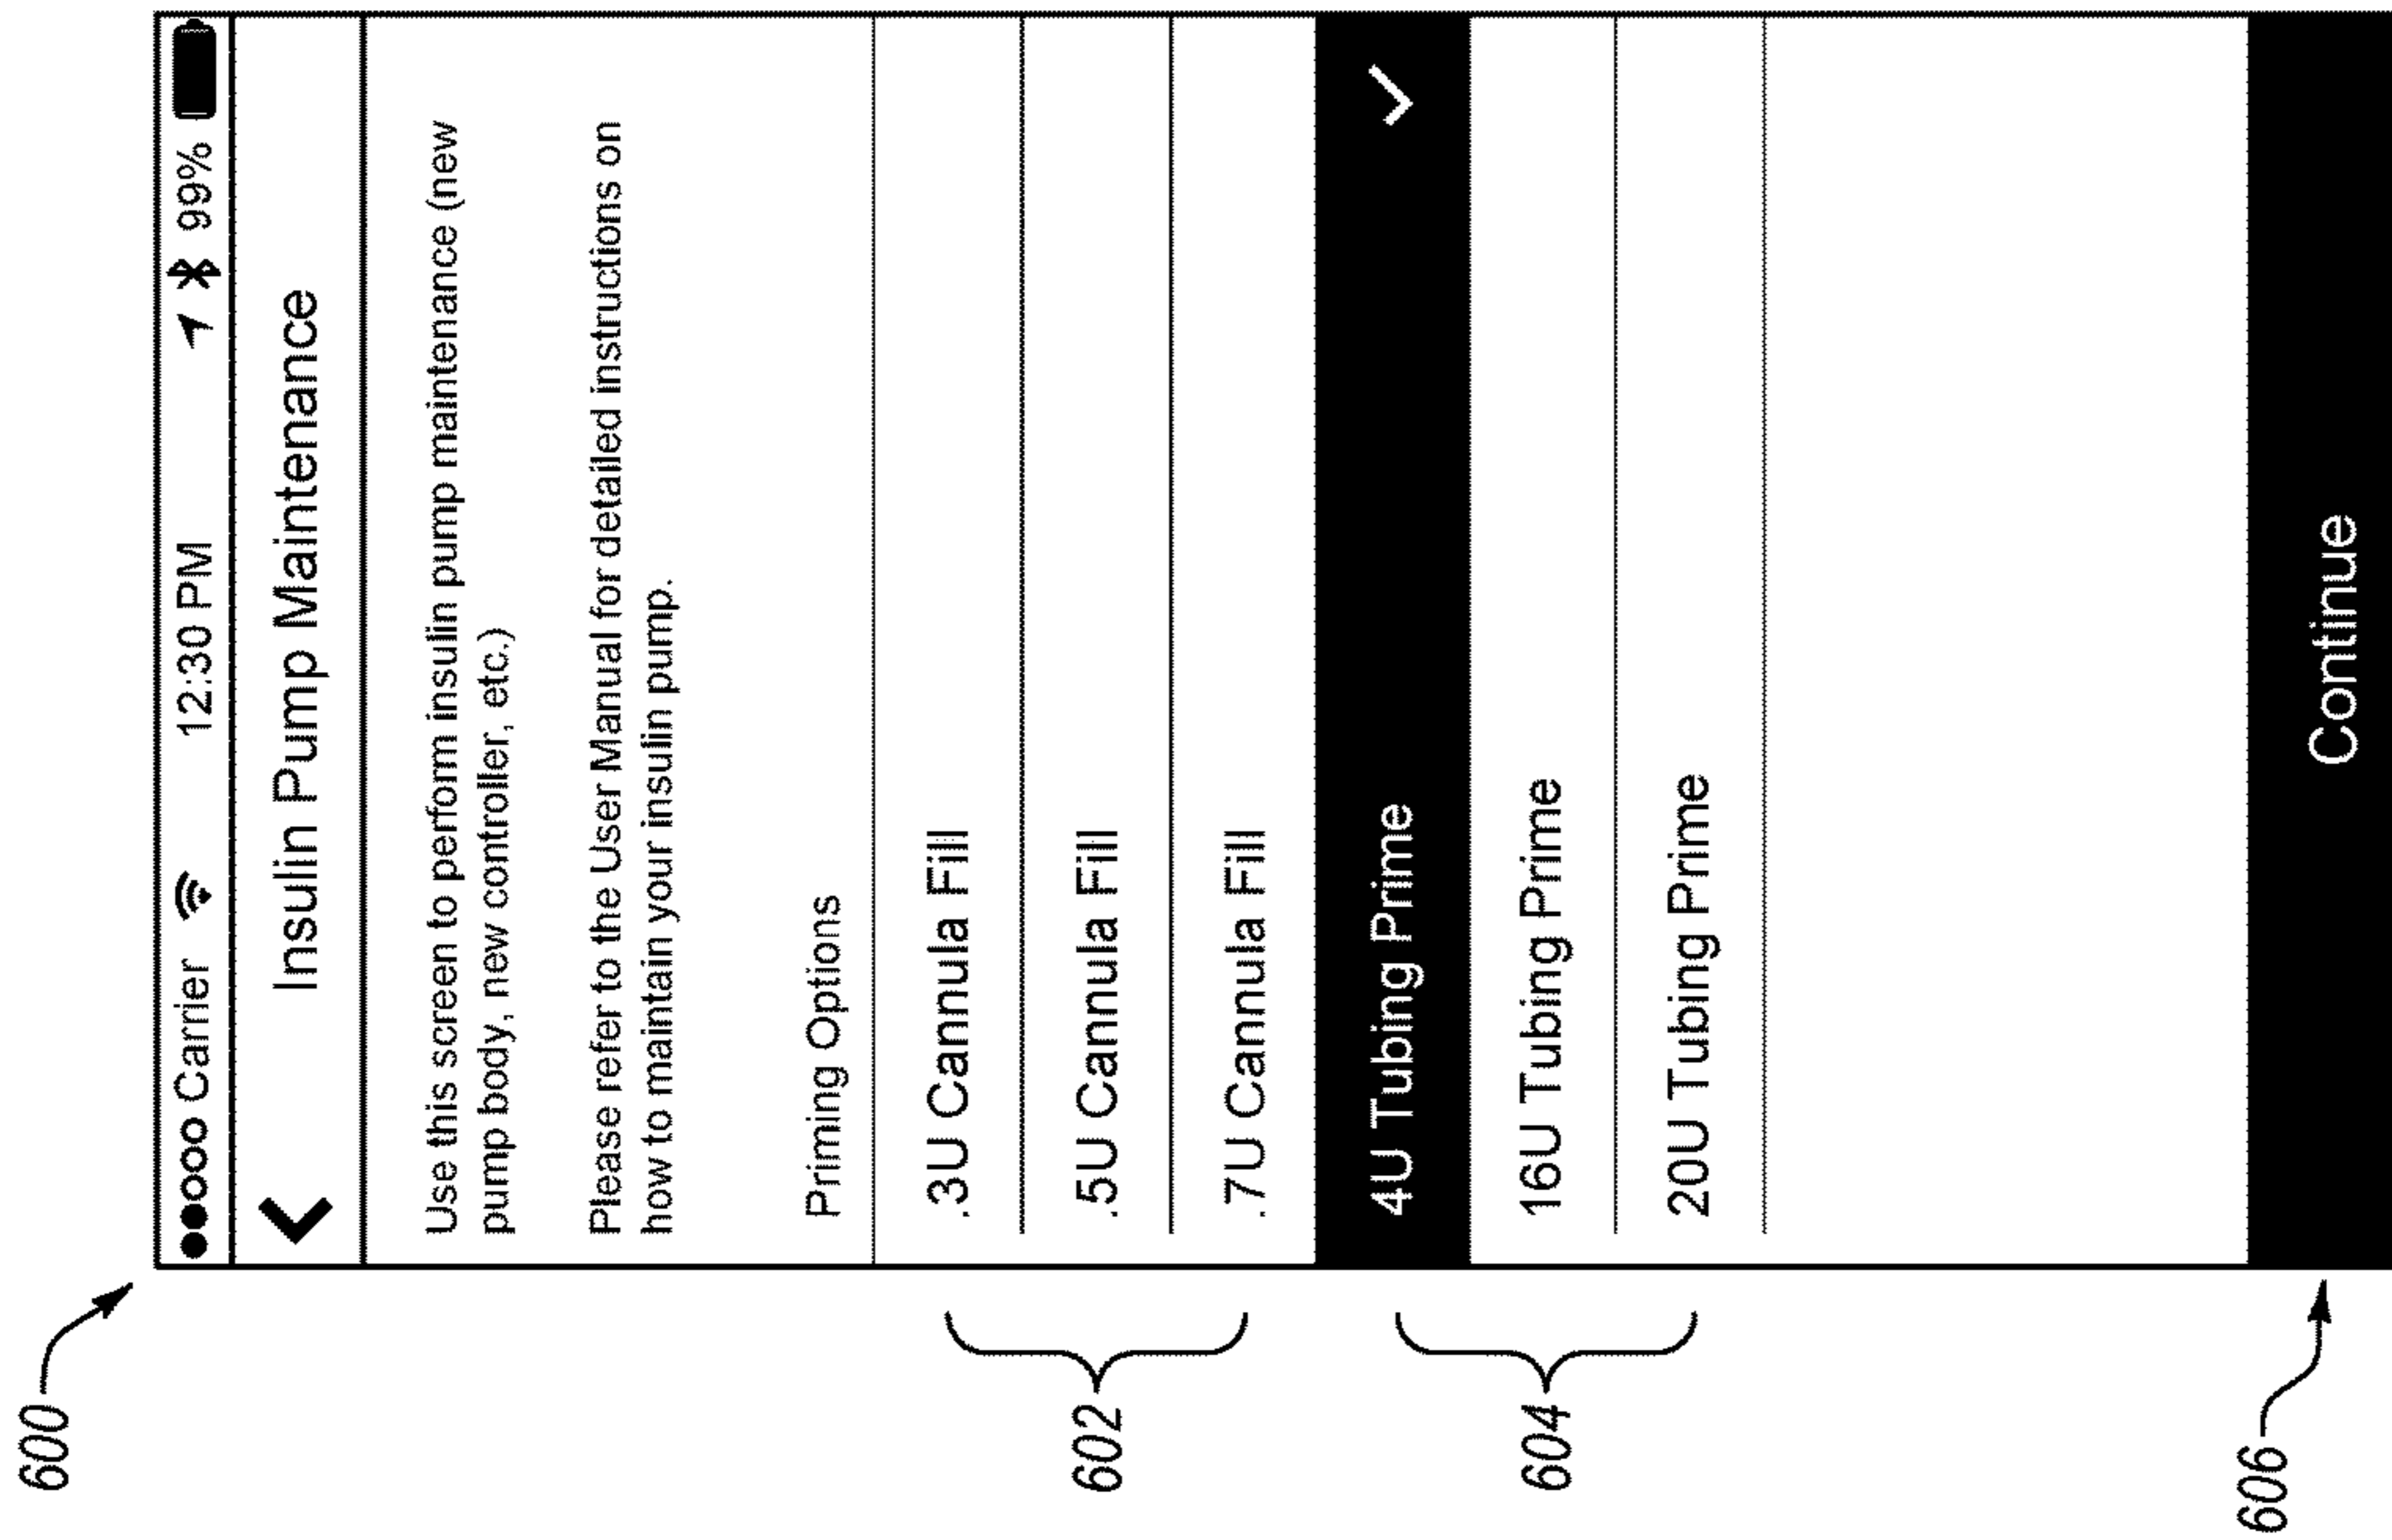 600
Carrier 12:30 PM 99%
Insulin Pump Maintenance
Use this screen to perform insulin pump maintenance (new
pump body, new controller, etc.)
Please refer to the User Manual for detailed instructions on
how to maintain your insulin pump.
Priming Options
.3U Cannula Fill
602
.5U Cannula Fill
.7U Cannula Fill
4U Tubing Prime
604
16U Tubing Prime
20U Tubing Prime
606
Continue